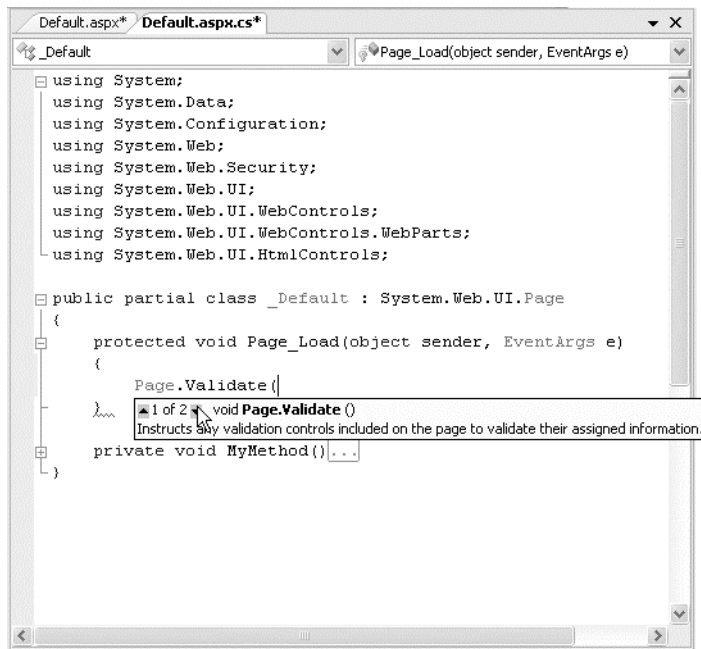 Default.aspx* Default.aspx.cs*
_Default Page_Load(object sender, EventArgs e)
using System;
using System.Data;
using System.Configuration;
using System.Web;
using System.Web.Security;
using System.Web.UI;
using System.Web.UI.WebControls;
using System.Web.UI.WebControls.WebParts;
using System.Web.UI.HtmlControls;
public partial class _Default : System.Web.UI.Page
{
protected void Page_Load(object sender, EventArgs e)
{
Page.Validate(
}
1 of 2 void Page.Validate ()
Instructs any validation controls included on the page to validate their assigned information.
private void MyMethod()...
}